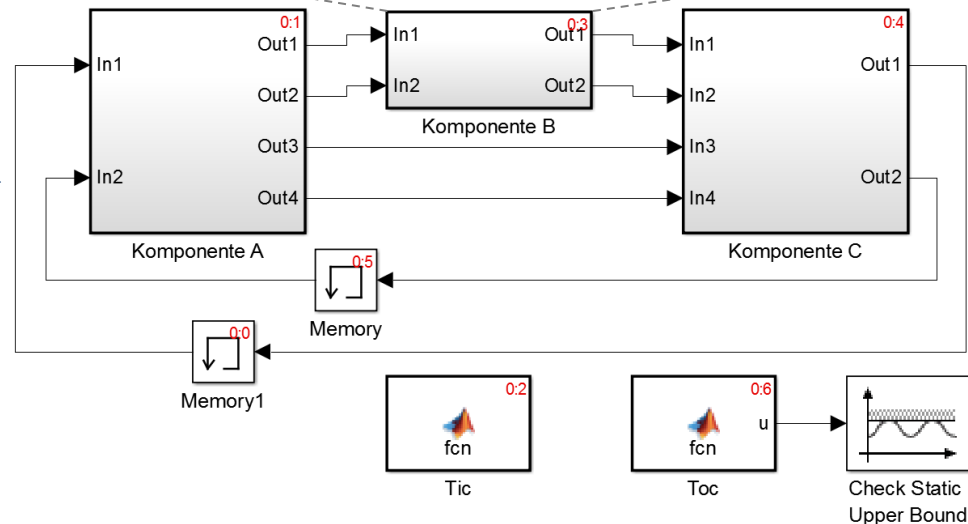 0:1
In1
In2
Out1
Out2
Out3
Out4
Komponente A
0:3
In1
In2
Out1
Out2
Komponente B
0:4
In1
In2
In3
In4
Out1
Out2
Komponente C
0:5
Memory
0:0
Memory1
0:2
fcn
Tic
0:6
u
fcn
Toc
Check Static
Upper Bound